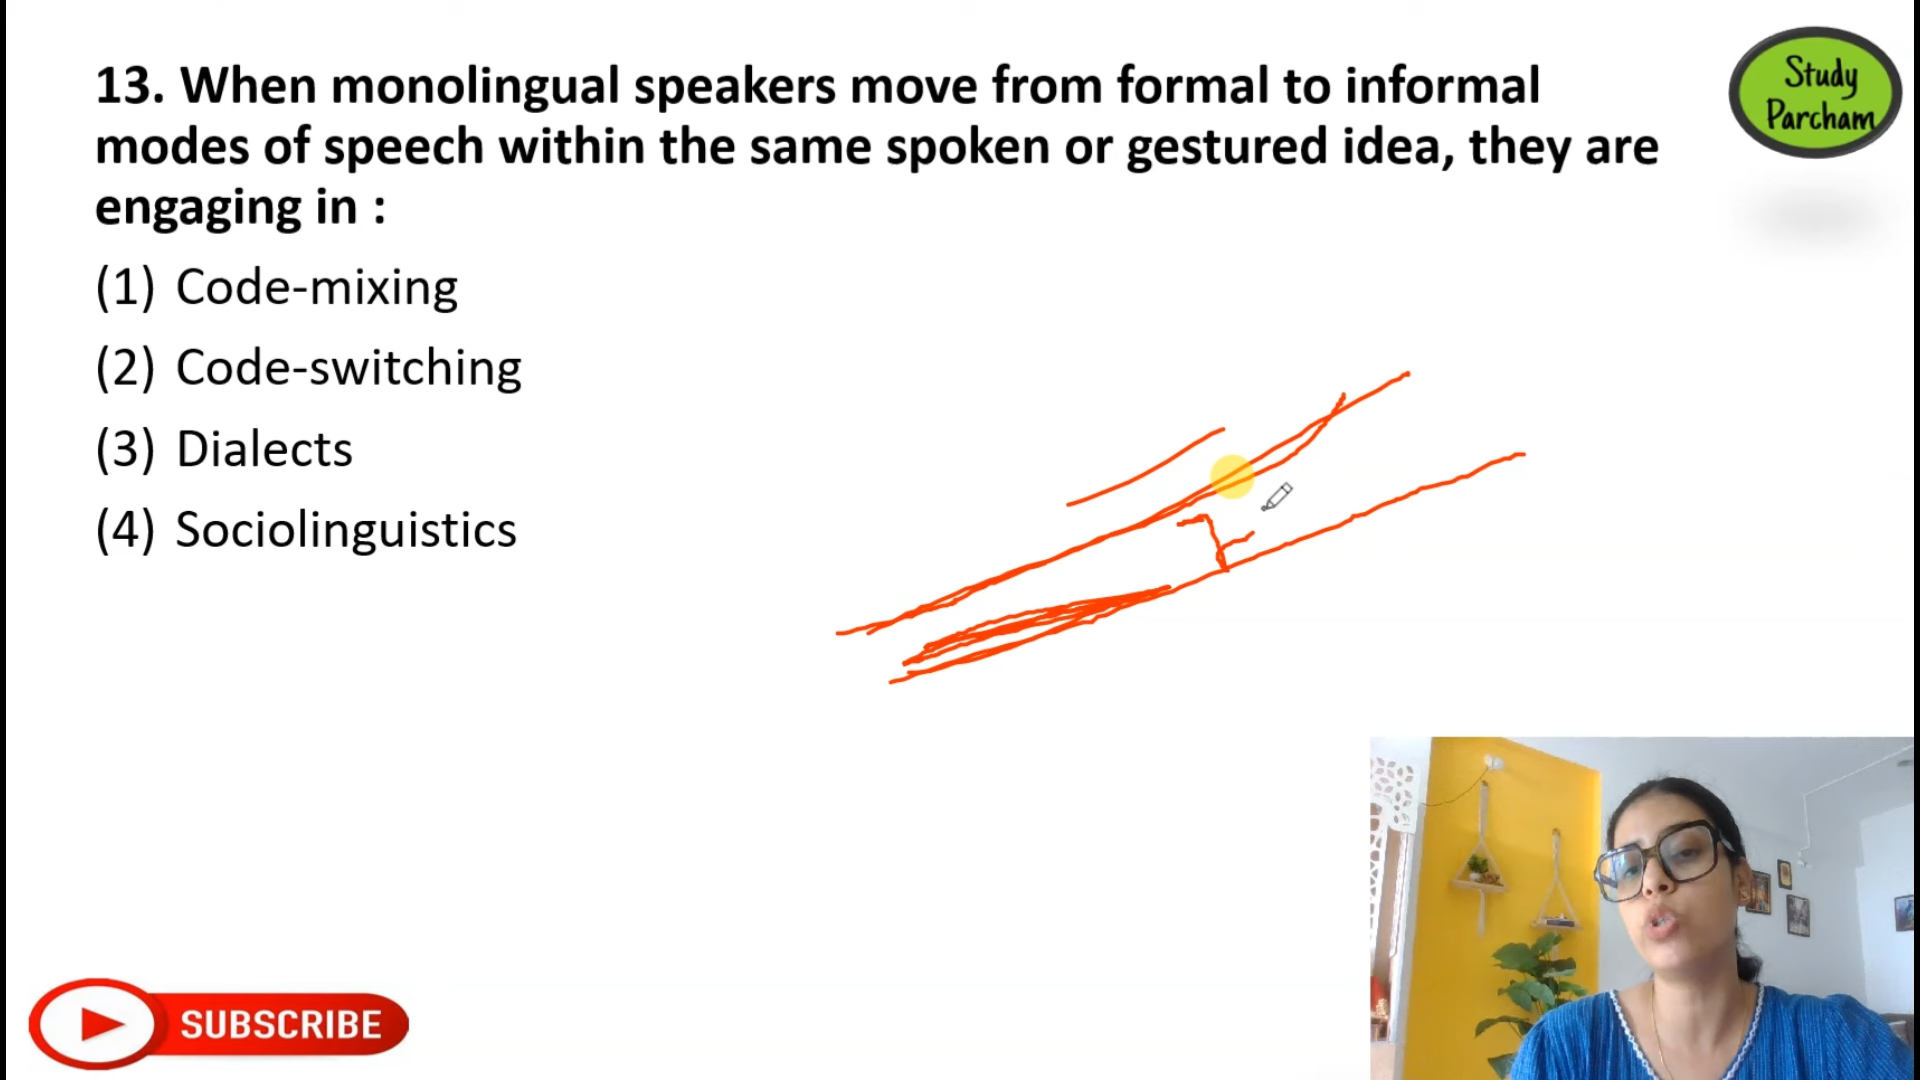 13. When monolingual speakers move from formal to informal
modes of speech within the same spoken or gestured idea, they are
engaging in :
(1) Code-mixing
(2) Code-switching
(3) Dialects
(4) Sociolinguistics
Study
Parcham
SUBSCRIBE